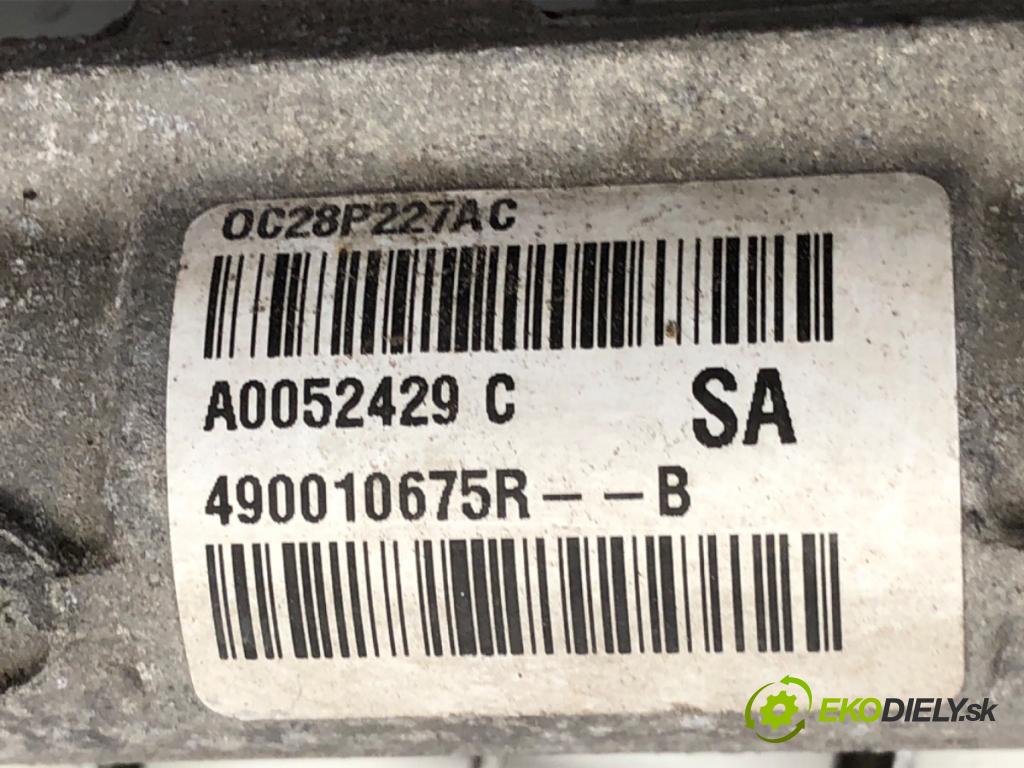 OC28P227AC
A0052429 C SA
490010675R--B
EKODIELY.sk